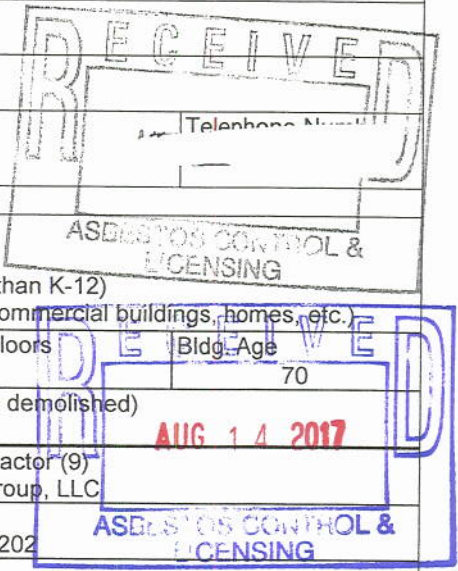 RECEIVED
Telephone
ASBESTOS CONTROL &
LICENSING
than K-12)
ommercial buildings, homes, etc.)
loors Bldg. Age
RECEIVED
70
demolished)
AUG 14 2017
actor (9)
roup, LLC
ASBESTOS CONTROL &
202
LICENSING